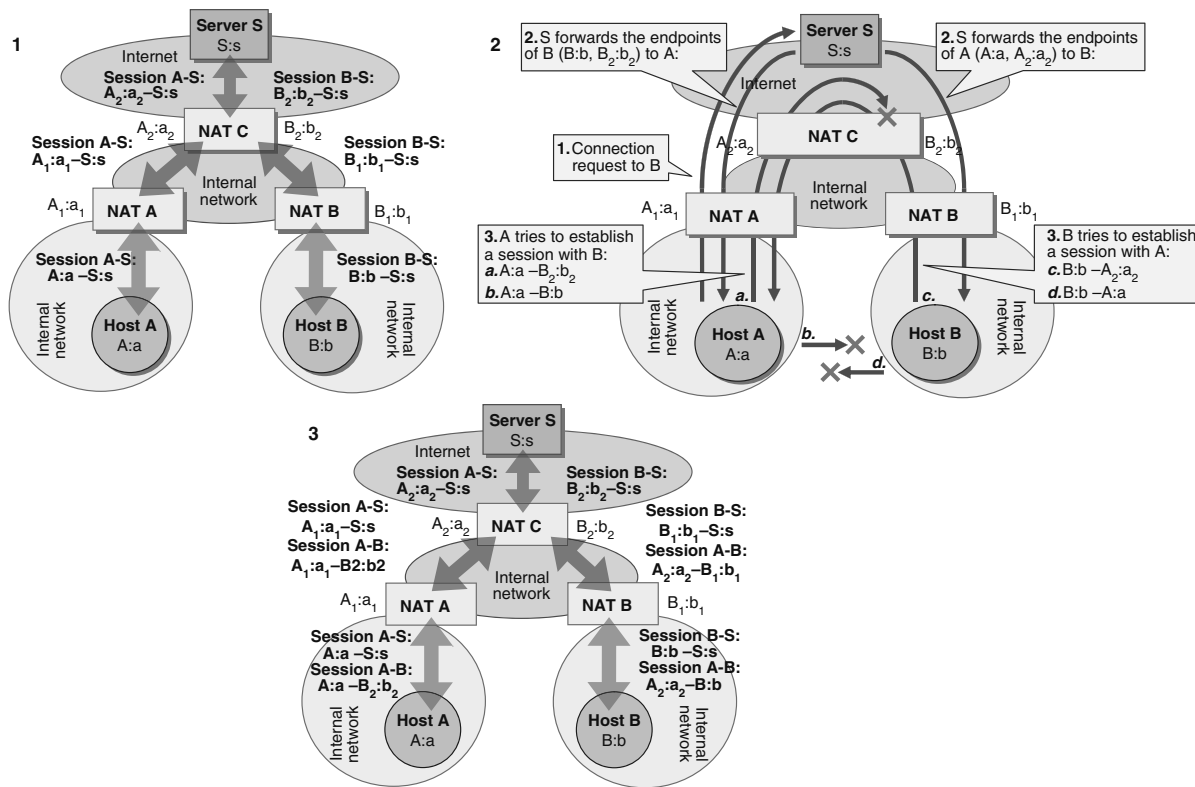 1
Server S
S:s
Internet
Session A-S:
A₂:a₂–S:s
Session B-S:
B₂:b₂–S:s
A₂:a₂
NAT C
B₂:b₂
Session A-S:
A₁:a₁–S:s
Session B-S:
B₁:b₁–S:s
Internal
network
A₁:a₁
NAT A
NAT B
B₁:b₁
Session A-S:
A:a –S:s
Session B-S:
B:b –S:s
Internal
network
Host A
A:a
Host B
B:b
Internal
network
2
2. S forwards the endpoints
of B (B:b, B₂:b₂) to A:
Server S
S:s
2. S forwards the endpoints
of A (A:a, A₂:a₂) to B:
Internet
A₂:a₂
NAT C
B₂:b₂
1. Connection
request to B
Internal
network
A₁:a₁
NAT A
NAT B
B₁:b₁
3. A tries to establish
a session with B:
a. A:a –B₂:b₂
b. A:a –B:b
3. B tries to establish
a session with A:
c. B:b –A₂:a₂
d. B:b –A:a
a.
c.
Internal
network
Host A
A:a
b.
d.
Host B
B:b
Internal
network
3
Server S
S:s
Internet
Session A-S:
A₂:a₂–S:s
Session B-S:
B₂:b₂–S:s
Session A-S:
A₁:a₁–S:s
Session A-B:
A₁:a₁–B2:b2
A₂:a₂
NAT C
B₂:b₂
Session B-S:
B₁:b₁–S:s
Session A-B:
A₂:a₂–B₁:b₁
Internal
network
A₁:a₁
NAT A
NAT B
B₁:b₁
Session A-S:
A:a –S:s
Session A-B:
A:a –B₂:b₂
Session B-S:
B:b –S:s
Session A-B:
A₂:a₂–B:b
Internal
network
Host A
A:a
Host B
B:b
Internal
network